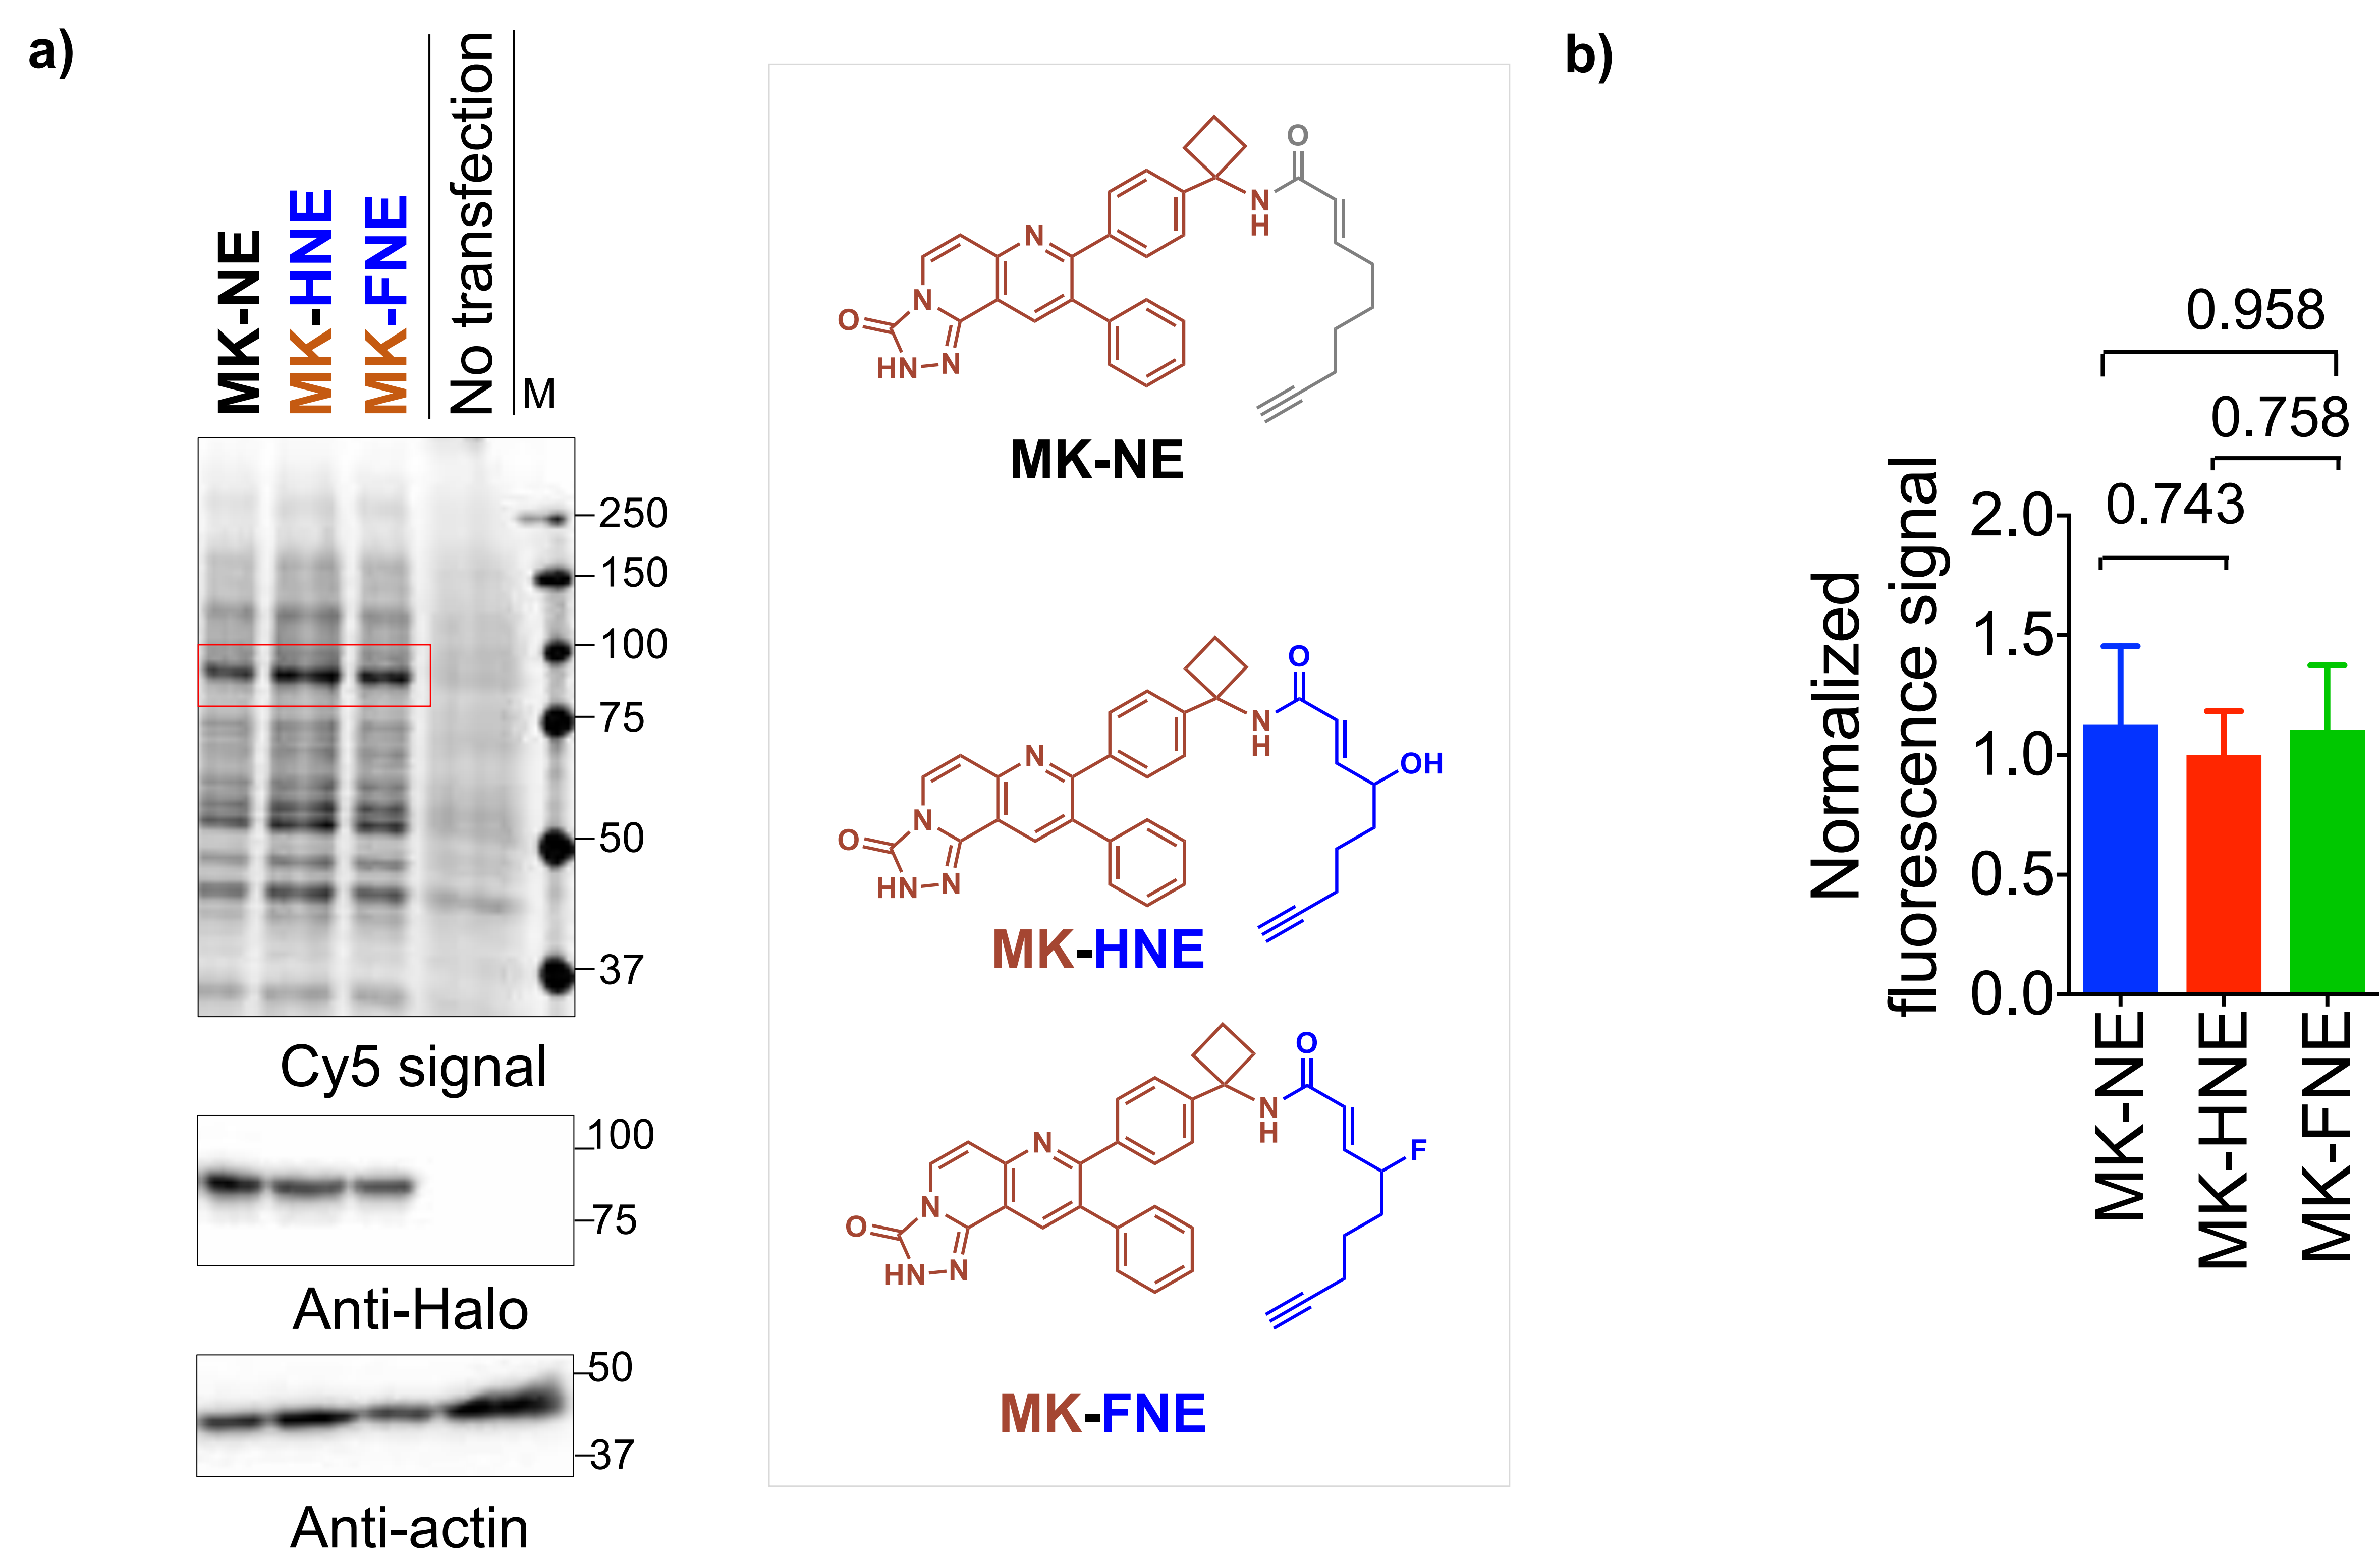 a)
MK-NE
MK-HNE
MK-FNE
No transfection
M
250
150
100
75
50
37
Cy5 signal
100
75
Anti-Halo
50
37
Anti-actin
O
N
H
N
N
O
HN
N
MK-NE
O
N
H
OH
N
N
O
HN
N
MK-HNE
O
N
H
F
N
N
O
HN
N
MK-FNE
b)
0.958
0.758
0.743
Normalized
fluorescence signal
2.0
1.5
1.0
0.5
0.0
MK-NE
MK-HNE
MK-FNE